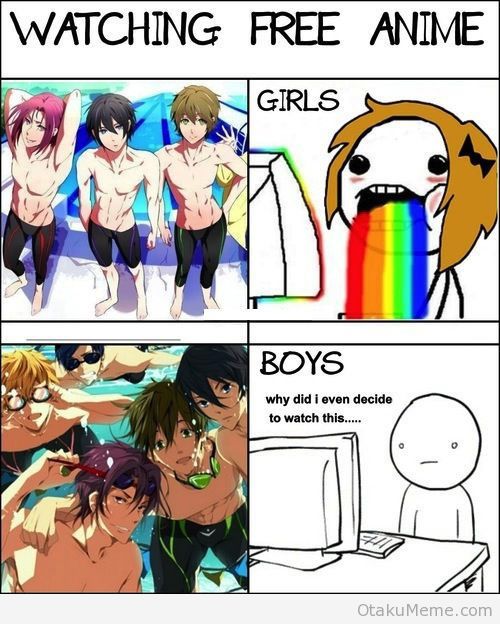 WATCHING FREE ANIME
GIRLS
BOYS
why did i even decide
to watch this.....
OtakuMeme.com